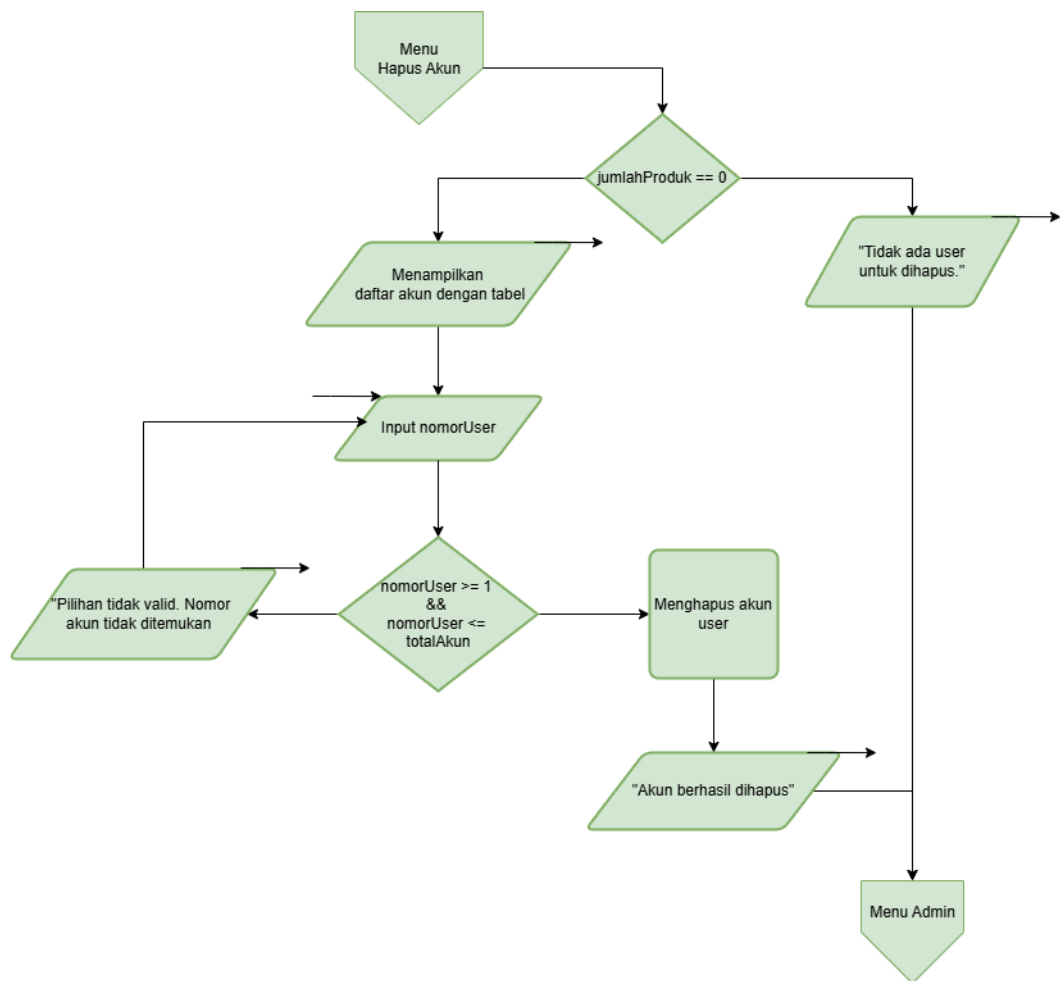 Menu
Hapus Akun
jumlahProduk == 0
"Tidak ada user
untuk dihapus."
Menampilkan
daftar akun dengan tabel
Input nomorUser
nomorUser >= 1
&&
nomorUser <=
totalAkun
"Pilihan tidak valid. Nomor
akun tidak ditemukan
Menghapus akun
user
"Akun berhasil dihapus"
Menu Admin